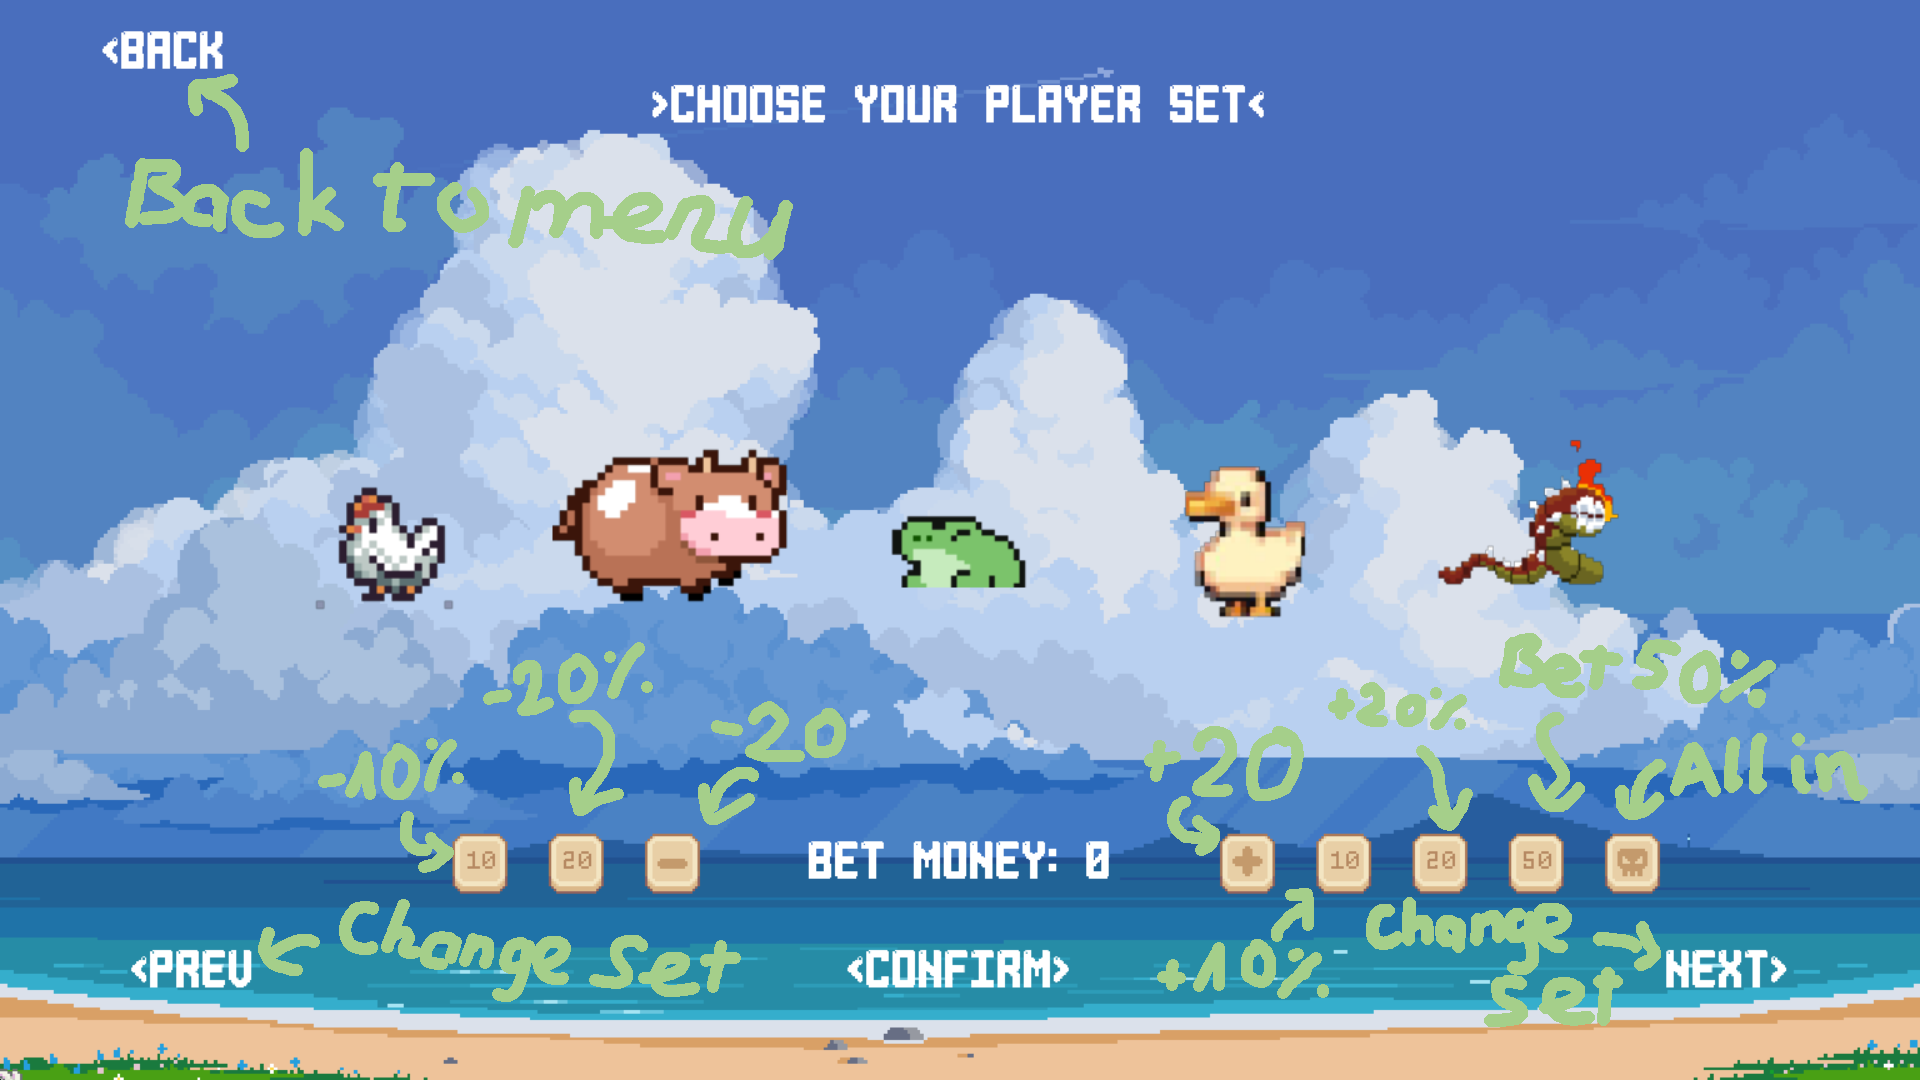 <BACK
>CHOOSE YOUR PLAYER SET<
Back to menu
-20%
-20
-10%
+20
+20%
Bet 50%
All in
10 20 - BET MONEY: 0 + 10 20 50
Change set
+10%
Change
set
<PREV <CONFIRM> NEXT>